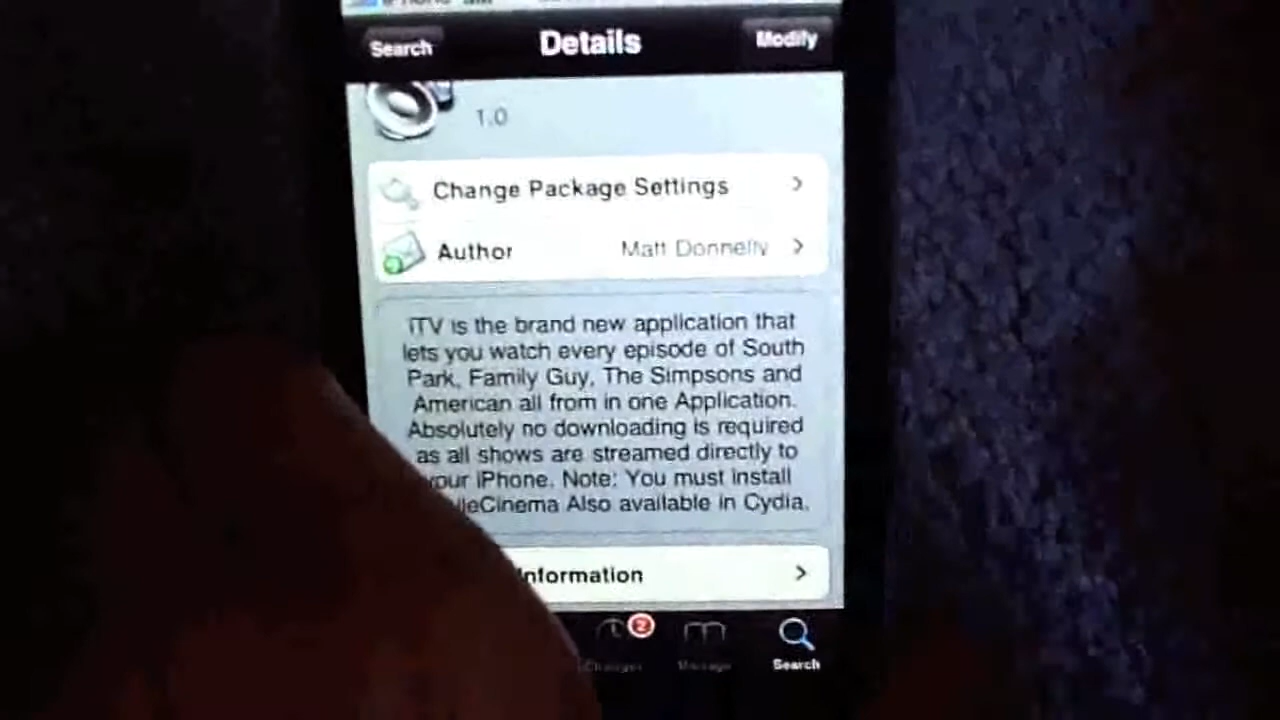 Search
Details
Modify
1.0
Change Package Settings
Author
Matt Donnelly
iTV is the brand new application that
lets you watch every episode of South
Park, Family Guy, The Simpsons and
American all from in one Application.
Absolutely no downloading is required
as all shows are streamed directly to
your iPhone. Note: You must install
Also available in Cydia.
Information
2
Changes
Manage
Search